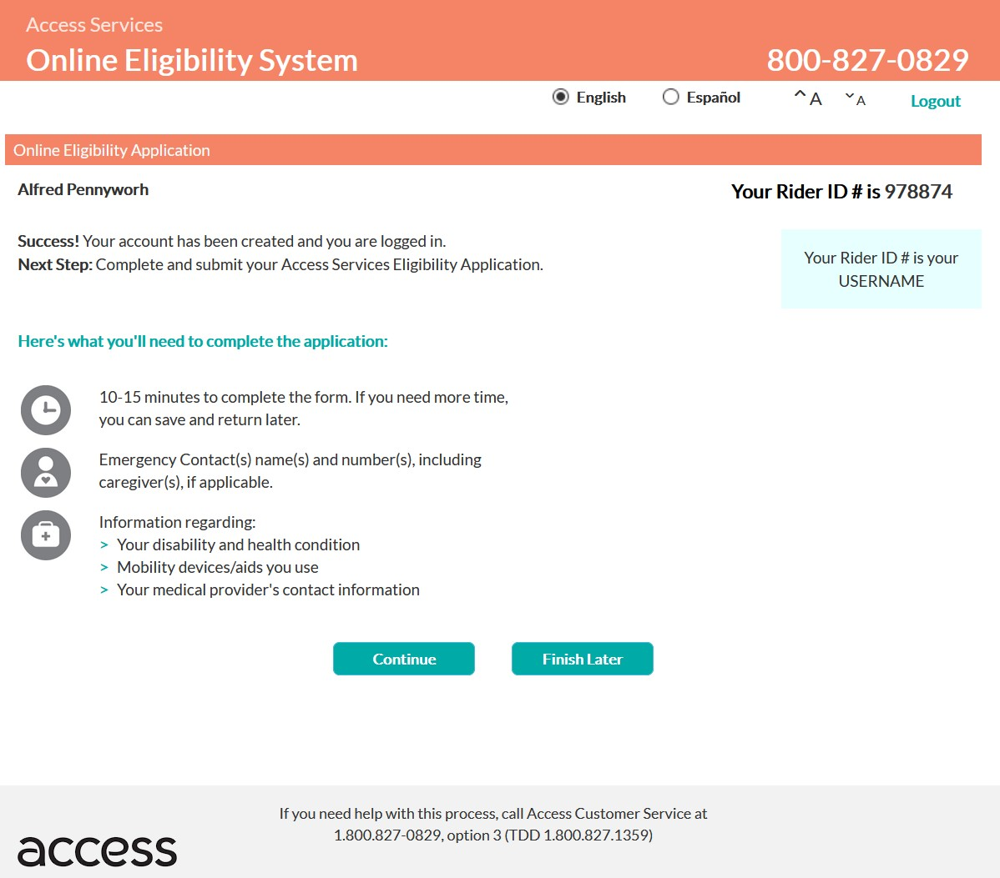 Access Services
Online Eligibility System
800-827-0829
English
Español
^ A
ˇ A
Logout
Online Eligibility Application
Alfred Pennyworh
Your Rider ID # is 978874
Success! Your account has been created and you are logged in.
Next Step: Complete and submit your Access Services Eligibility Application.
Your Rider ID # is your
USERNAME
Here's what you'll need to complete the application:
10-15 minutes to complete the form. If you need more time,
you can save and return later.
Emergency Contact(s) name(s) and number(s), including
caregiver(s), if applicable.
Information regarding:
> Your disability and health condition
> Mobility devices/aids you use
> Your medical provider's contact information
Continue
Finish Later
If you need help with this process, call Access Customer Service at
1.800.827-0829, option 3 (TDD 1.800.827.1359)
access